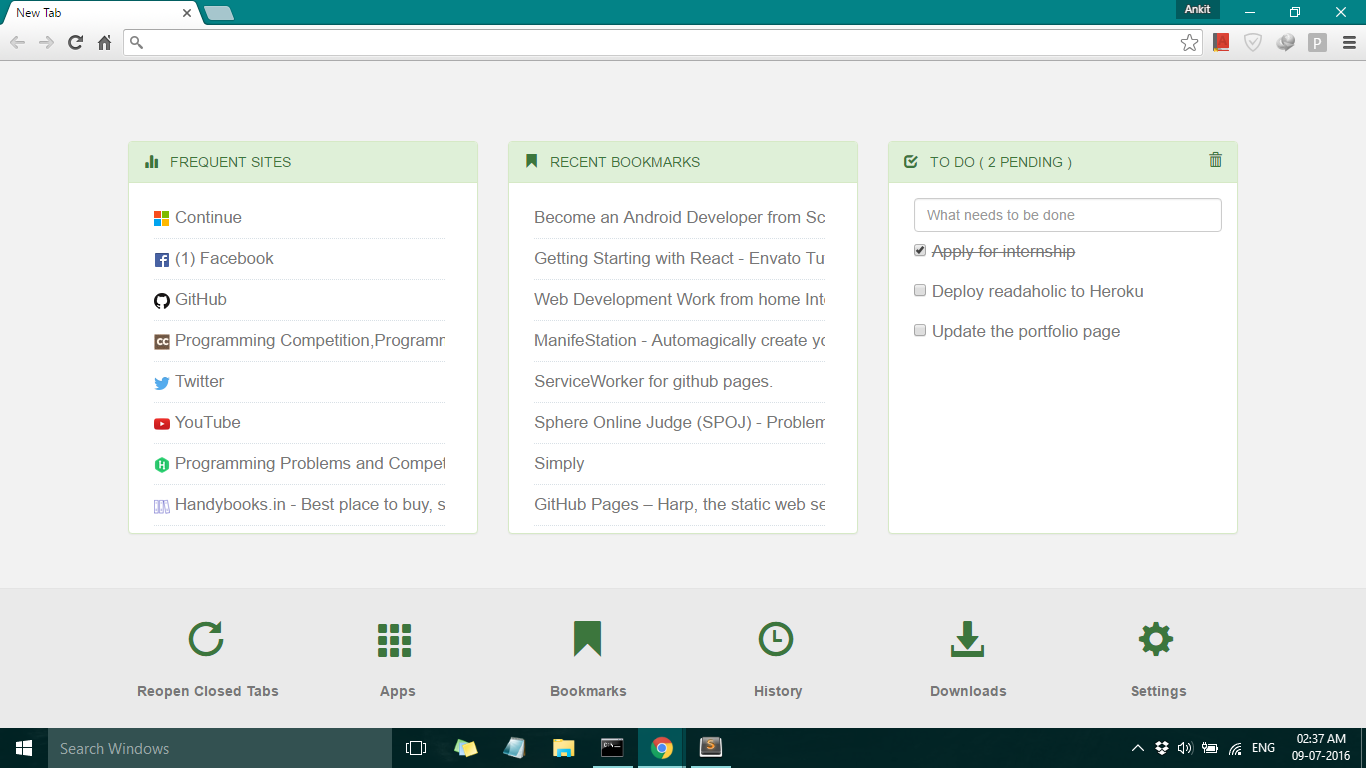 New Tab
Ankit
FREQUENT SITES
Continue
(1) Facebook
GitHub
Programming Competition,Programm
Twitter
YouTube
Programming Problems and Compet
Handybooks.in - Best place to buy, s
RECENT BOOKMARKS
Become an Android Developer from Sc
Getting Starting with React - Envato Tu
Web Development Work from home Inte
ManifeStation - Automagically create yo
ServiceWorker for github pages.
Sphere Online Judge (SPOJ) - Problem
Simply
GitHub Pages – Harp, the static web se
TO DO ( 2 PENDING )
What needs to be done
Apply for internship
Deploy readaholic to Heroku
Update the portfolio page
Reopen Closed Tabs
Apps
Bookmarks
History
Downloads
Settings
Search Windows
ENG
02:37 AM
09-07-2016